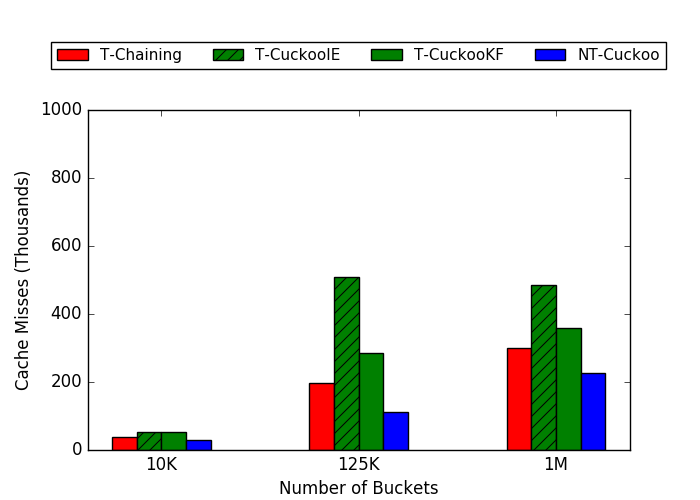 T-Chaining T-CuckooIE T-CuckooKF NT-Cuckoo
1000
800
600
400
200
0
Cache Misses (Thousands)
10K 125K 1M
Number of Buckets